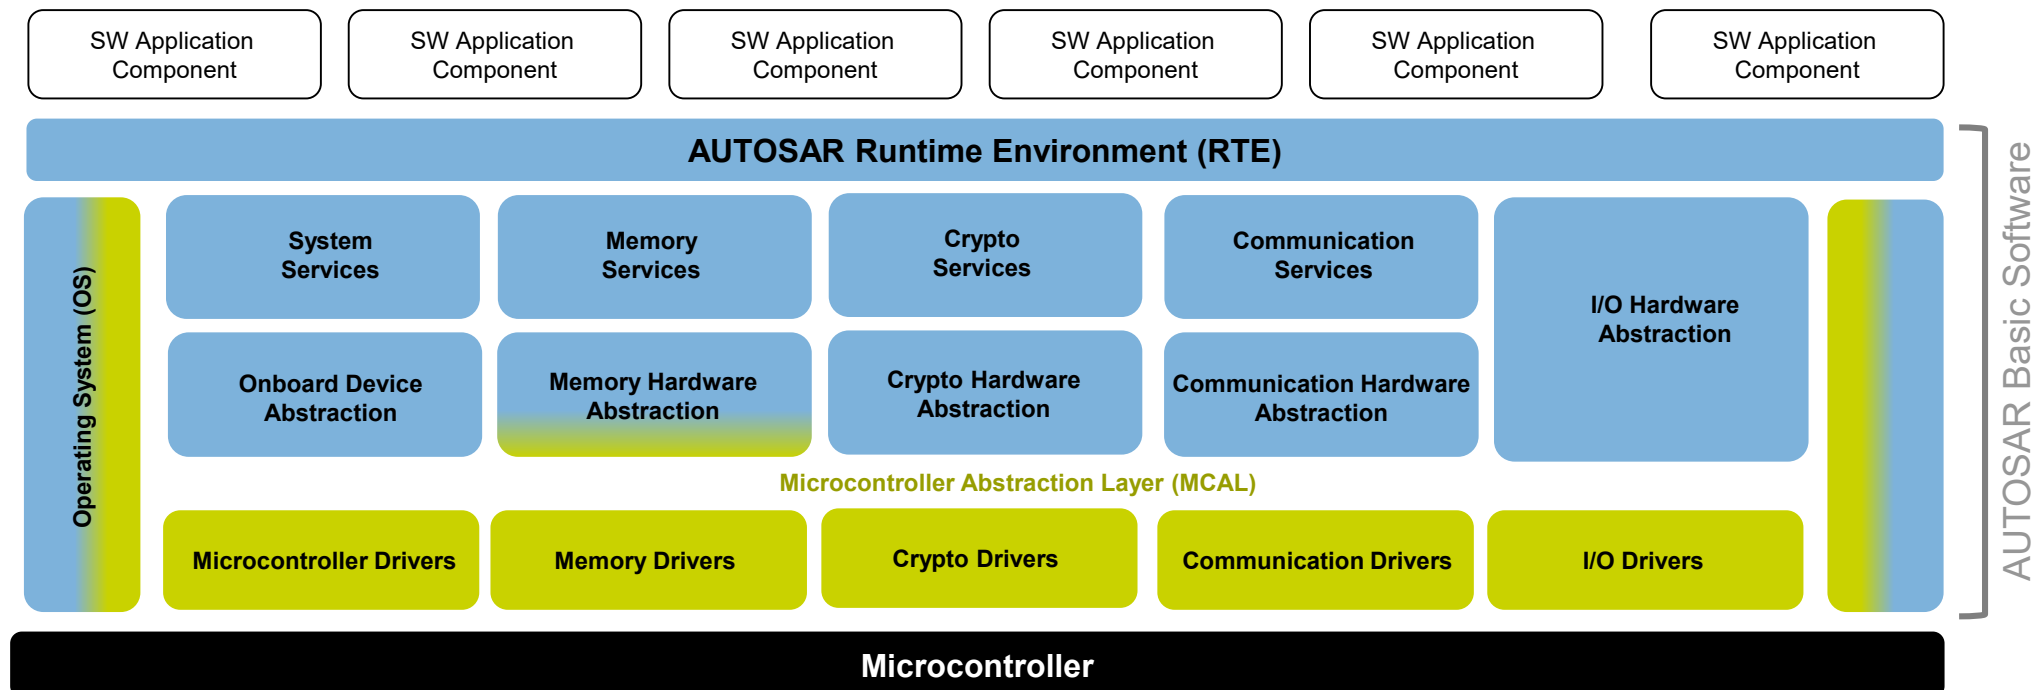 SW Application
Component
SW Application
Component
SW Application
Component
SW Application
Component
SW Application
Component
SW Application
Component
AUTOSAR Runtime Environment (RTE)
Operating System (OS)
System
Services
Memory
Services
Crypto
Services
Communication
Services
I/O Hardware
Abstraction
Onboard Device
Abstraction
Memory Hardware
Abstraction
Crypto Hardware
Abstraction
Communication Hardware
Abstraction
Microcontroller Abstraction Layer (MCAL)
Microcontroller Drivers
Memory Drivers
Crypto Drivers
Communication Drivers
I/O Drivers
AUTOSAR Basic Software
Microcontroller